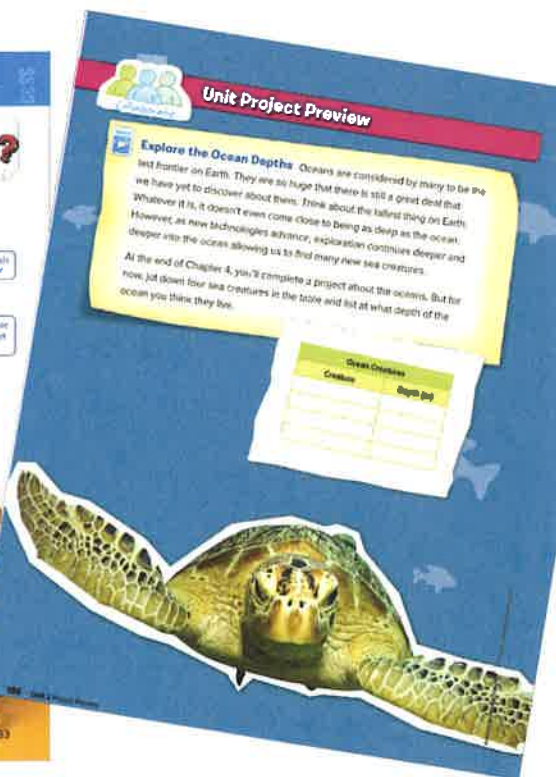 Collaborate
Unit Project Preview
Explore the Ocean Depths Oceans are considered by many to be the
last frontier on Earth. They are so huge that there is still a great deal that
we have yet to discover about them. Think about the tallest thing on Earth.
Whatever it is, it doesn't even come close to being as deep as the ocean.
However, as new technologies advance, exploration continues deeper and
deeper into the ocean allowing us to find many new sea creatures.
At the end of Chapter 4, you'll complete a project about the oceans. But for
now, jot down four sea creatures in the table and list at what depth of the
ocean you think they live.
Ocean Creatures
Creature Depth (m)